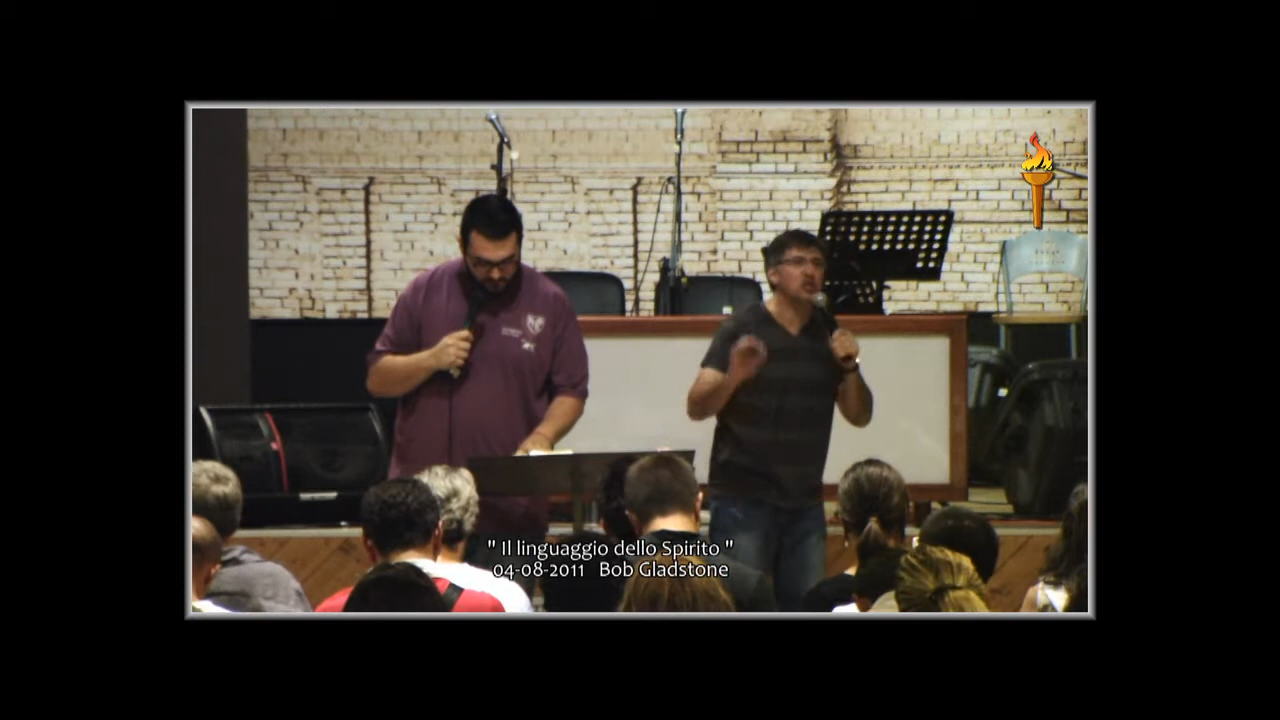 " Il linguaggio dello Spirito "
04-08-2011 Bob Gladstone